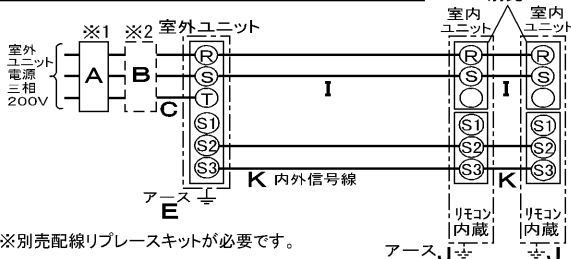 ※1
※2
室外ユニット
室内
ユニット
室内
ユニット
室外
ユニット
電源
三相
200V
A
B
C
R
S
T
S1
S2
S3
I
K 内外信号線
アース
E
R
S
S1
S2
S3
リモコン
内蔵
I
K
R
S
S1
S2
S3
リモコン
内蔵
アース J
J
※別売配線リプレースキットが必要です。